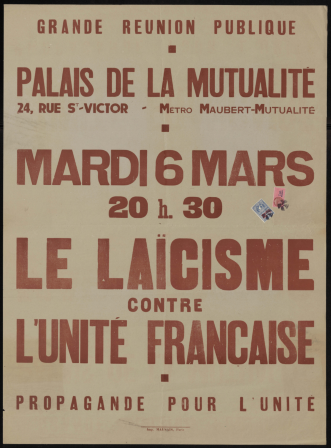 GRANDE REUNION PUBLIQUE
PALAIS DE LA MUTUALITÉ
24, RUE ST-VICTOR - METRO MAUBERT-MUTUALITÉ
MARDI 6 MARS
20 h. 30
LE LAÏCISME
CONTRE
L'UNITÉ FRANÇAISE
PROPAGANDE POUR L'UNITÉ